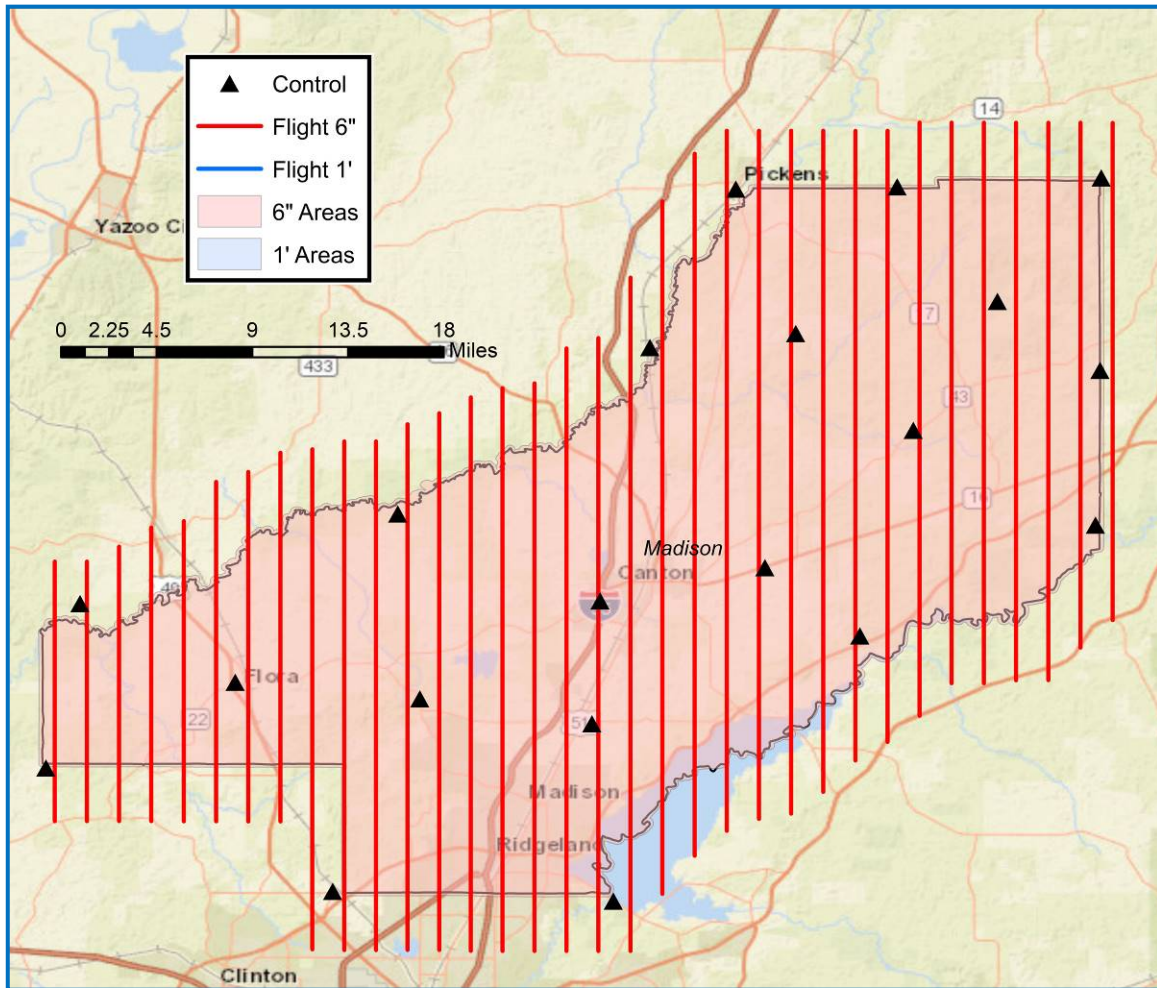 14
Control
Flight 6"
Flight 1'
6" Areas
1' Areas
Pickens
Yazoo Ci
17
0 2.25 4.5 9 13.5 18
Miles
433
43
16
Madison
Canton
49
Flora
22
51
Madison
Ridgeland
Clinton